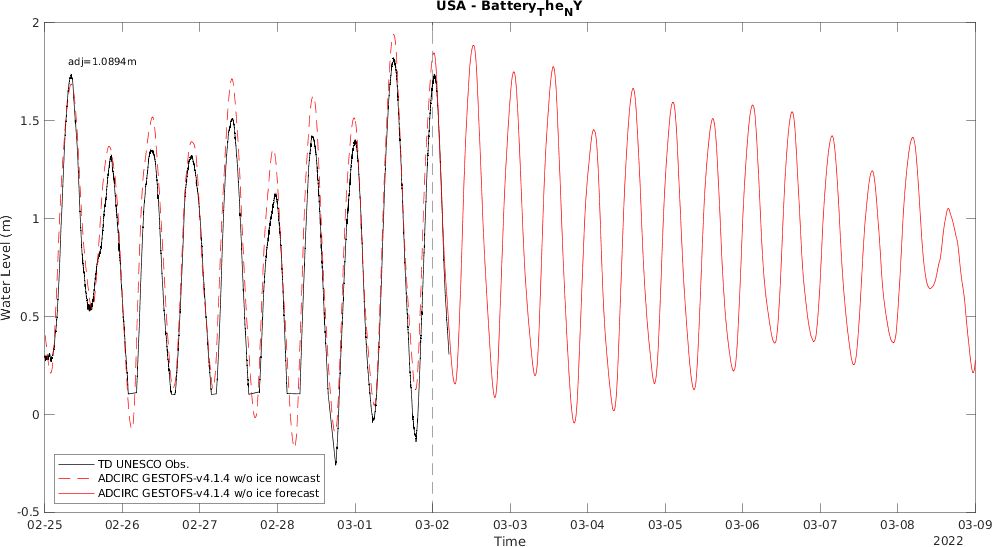 USA - Battery_The_NY
adj=1.0894m
2
1.5
1
0.5
0
-0.5
Water Level (m)
TD UNESCO Obs.
ADCIRC GESTOFS-v4.1.4 w/o ice nowcast
ADCIRC GESTOFS-v4.1.4 w/o ice forecast
02-25 02-26 02-27 02-28 03-01 03-02 03-03 03-04 03-05 03-06 03-07 03-08 03-09
Time
2022